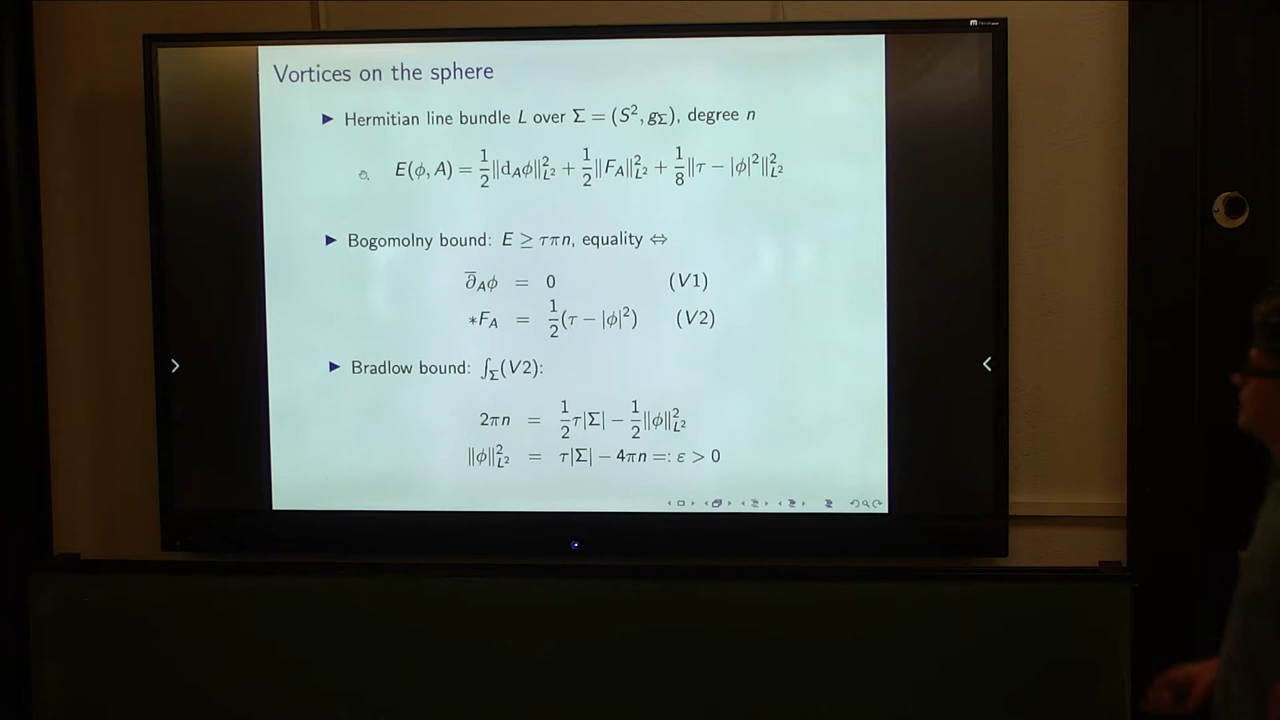 Vortices on the sphere
▶ Hermitian line bundle L over Σ = (S², g_Σ), degree n
E(φ, A) = 1/2 ‖d_Aφ‖²_{L²} + 1/2 ‖F_A‖²_{L²} + 1/8 ‖τ − |φ|²‖²_{L²}
▶ Bogomolny bound: E ≥ τπn, equality ⇔
∂̄_Aφ = 0 (V1)
*F_A = 1/2 (τ − |φ|²) (V2)
▶ Bradlow bound: ∫_Σ(V2):
2πn = 1/2 τ|Σ| − 1/2 ‖φ‖²_{L²}
‖φ‖²_{L²} = τ|Σ| − 4πn =: ε > 0